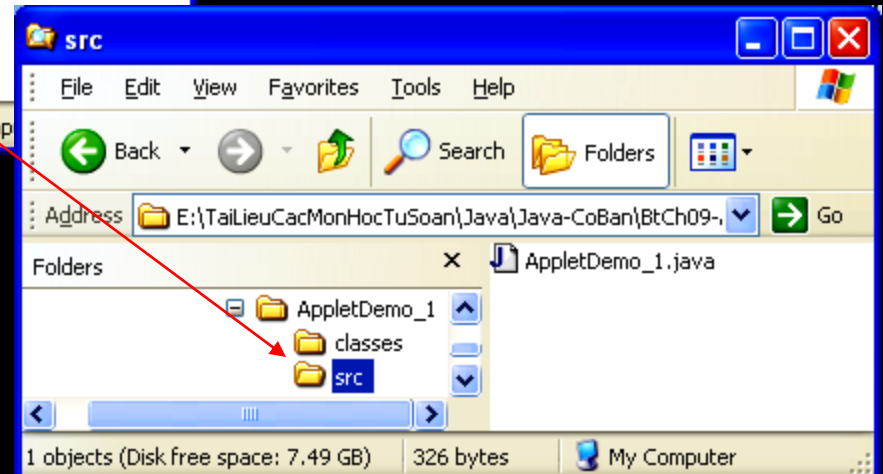 src
File Edit View Favorites Tools Help
Back Search Folders
Address E:\TaiLieuCacMonHocTuSoan\Java\Java-CoBan\BtCh09-. Go
Folders
AppletDemo_1.java
AppletDemo_1
classes
src
1 objects (Disk free space: 7.49 GB) 326 bytes My Computer